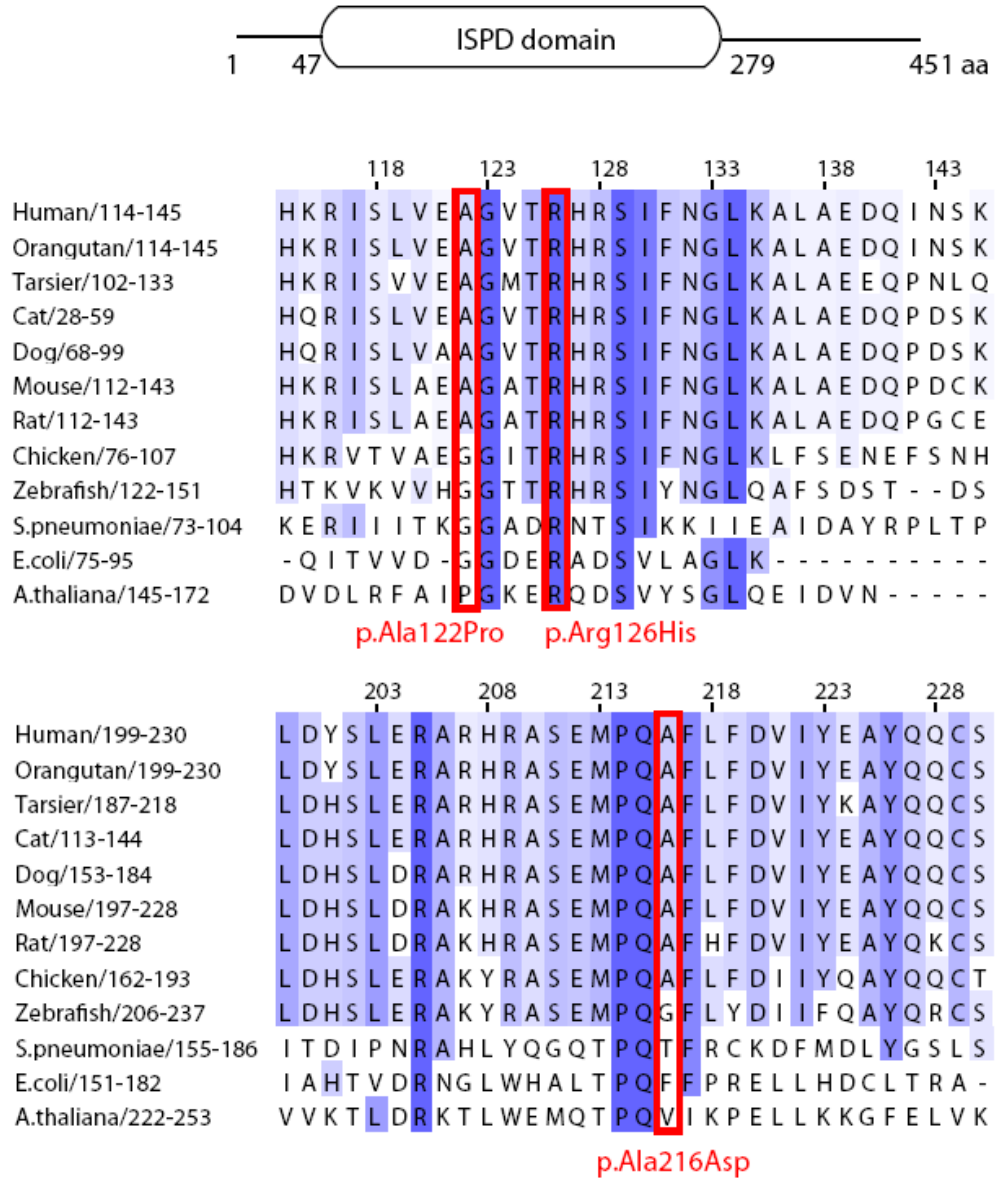 ISPD domain
1 47 279 451 aa
118 123 128 133 138 143
Human/114-145 H K R I S L V E A G V T R H R S I F N G L K A L A E D Q I N S K
Orangutan/114-145 H K R I S L V E A G V T R H R S I F N G L K A L A E D Q I N S K
Tarsier/102-133 H K R I S V V E A G M T R H R S I F N G L K A L A E E Q P N L Q
Cat/28-59 H Q R I S L V E A G V T R H R S I F N G L K A L A E D Q P D S K
Dog/68-99 H Q R I S L V A A G V T R H R S I F N G L K A L A E D Q P D S K
Mouse/112-143 H K R I S L A E A G A T R H R S I F N G L K A L A E D Q P D C K
Rat/112-143 H K R I S L A E A G A T R H R S I F N G L K A L A E D Q P G C E
Chicken/76-107 H K R V T V A E G G I T R H R S I F N G L K L F S E N E F S N H
Zebrafish/122-151 H T K V K V V H G G T T R H R S I Y N G L Q A F S D S T - - D S
S.pneumoniae/73-104 K E R I I I T K G G A D R N T S I K K I I E A I D A Y R P L T P
E.coli/75-95 - Q I T V V D - G G D E R A D S V L A G L K - - - - - - - - - -
A.thaliana/145-172 D V D L R F A I P G K E R Q D S V Y S G L Q E I D V N - - - - -
p.Ala122Pro p.Arg126His
203 208 213 218 223 228
Human/199-230 L D Y S L E R A R H R A S E M P Q A F L F D V I Y E A Y Q Q C S
Orangutan/199-230 L D Y S L E R A R H R A S E M P Q A F L F D V I Y E A Y Q Q C S
Tarsier/187-218 L D H S L E R A R H R A S E M P Q A F L F D V I Y K A Y Q Q C S
Cat/113-144 L D H S L E R A R H R A S E M P Q A F L F D V I Y E A Y Q Q C S
Dog/153-184 L D H S L D R A R H R A S E M P Q A F L F D V I Y E A Y Q Q C S
Mouse/197-228 L D H S L D R A K H R A S E M P Q A F L F D V I Y E A Y Q Q C S
Rat/197-228 L D H S L D R A K H R A S E M P Q A F H F D V I Y E A Y Q K C S
Chicken/162-193 L D H S L E R A K Y R A S E M P Q A F L F D I I Y Q A Y Q Q C T
Zebrafish/206-237 L D H S L E R A K Y R A S E M P Q G F L Y D I I F Q A Y Q R C S
S.pneumoniae/155-186 I T D I P N R A H L Y Q G Q T P Q T F R C K D F M D L Y G S L S
E.coli/151-182 I A H T V D R N G L W H A L T P Q F F P R E L L H D C L T R A -
A.thaliana/222-253 V V K T L D R K T L W E M Q T P Q V I K P E L L K K G F E L V K
p.Ala216Asp